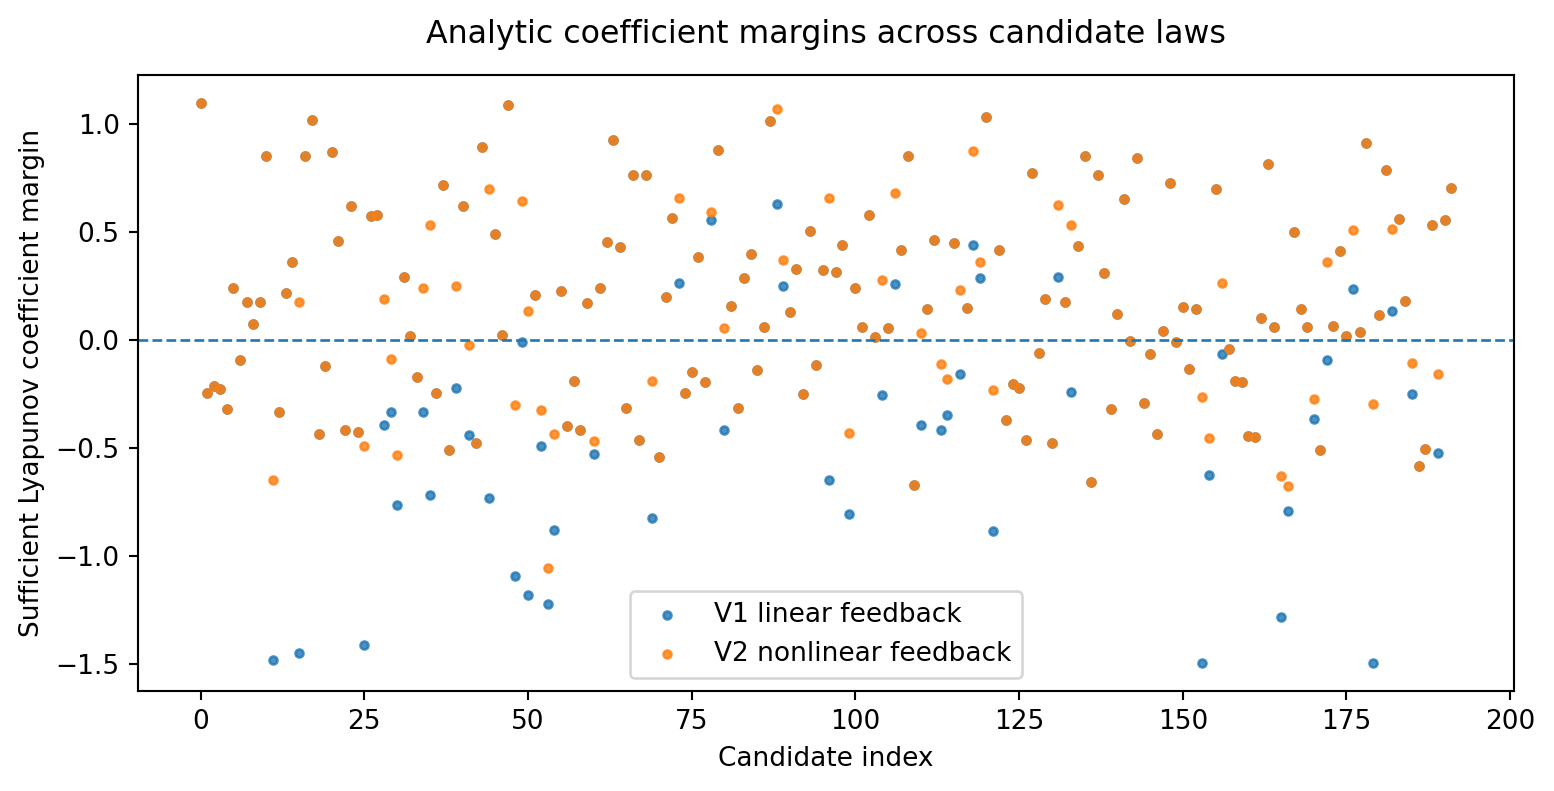 Analytic coefficient margins across candidate laws
Sufficient Lyapunov coefficient margin
1.0
0.5
0.0
−0.5
−1.0
−1.5
V1 linear feedback
V2 nonlinear feedback
0 25 50 75 100 125 150 175 200
Candidate index